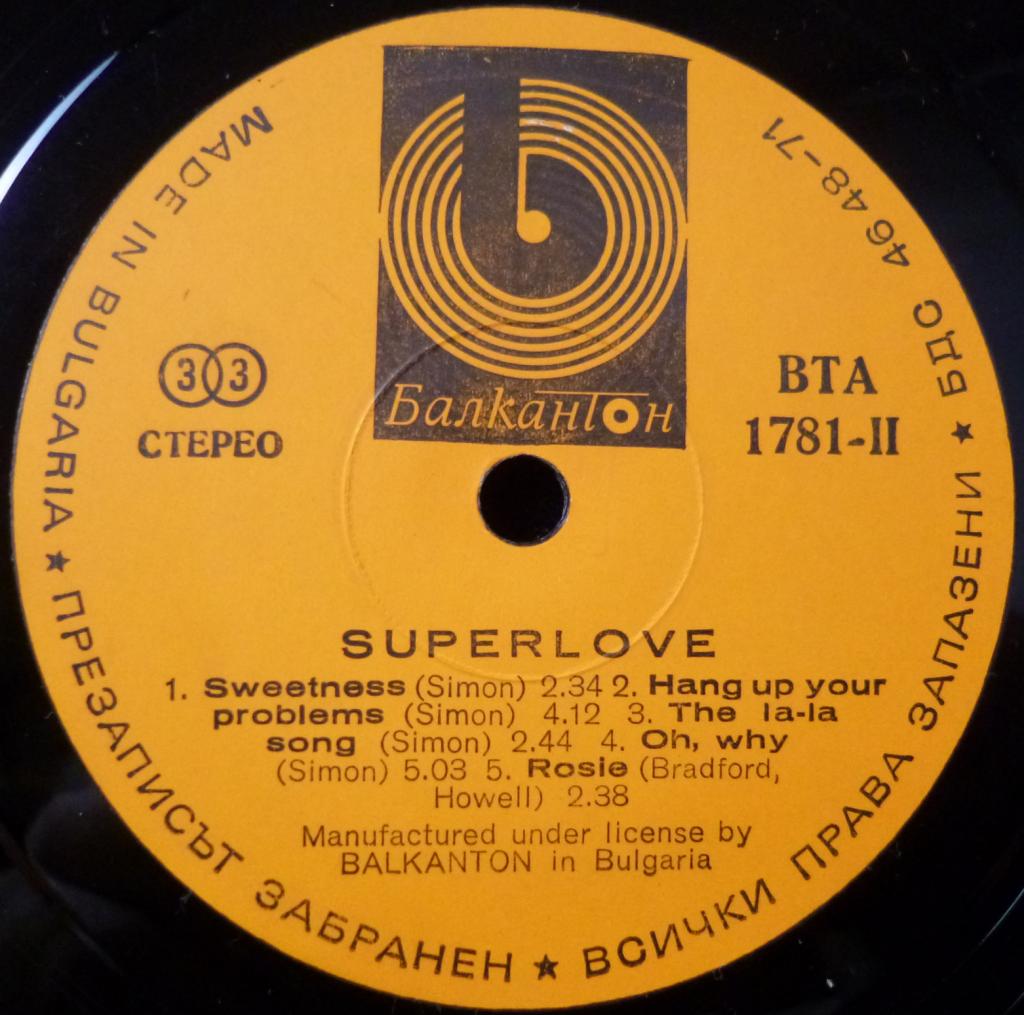 Балкантон
33
СТЕРЕО
ВТА
1781-II
SUPERLOVE
1. Sweetness (Simon) 2.34 2. Hang up your
problems (Simon) 4.12 3. The la-la
song (Simon) 2.44 4. Oh, why
(Simon) 5.03 5. Rosie (Bradford,
Howell) 2.38
Manufactured under license by
BALKANTON in Bulgaria
MADE IN BULGARIA ★ ПРЕЗАПИСЪТ ЗАБРАНЕН ★ ВСИЧКИ ПРАВА ЗАПАЗЕНИ ★ БДС 4648-71